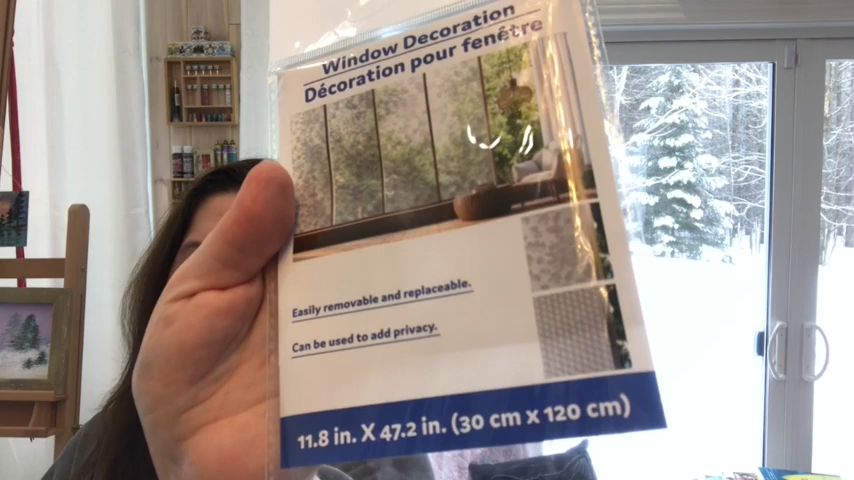 Window Decoration
Décoration pour fenêtre
Easily removable and replaceable.
Can be used to add privacy.
11.8 in. X 47.2 in. (30 cm x 120 cm)